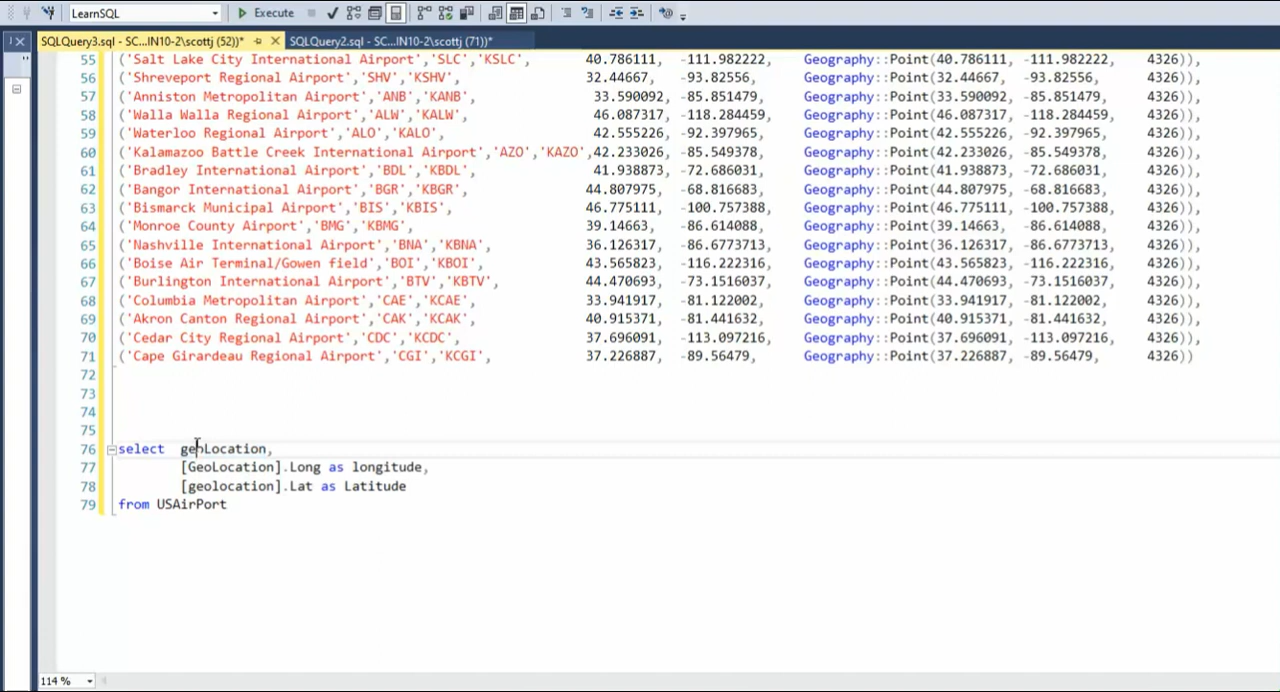 LearnSQL Execute
SQLQuery3.sql - SC...IN10-2\scottj (52))* SQLQuery2.sql - SC...IN10-2\scottj (71))*
55 ('Salt Lake City International Airport','SLC','KSLC', 40.786111, -111.982222, Geography::Point(40.786111, -111.982222, 4326)),
56 ('Shreveport Regional Airport','SHV','KSHV', 32.44667, -93.82556, Geography::Point(32.44667, -93.82556, 4326)),
57 ('Anniston Metropolitan Airport','ANB','KANB', 33.590092, -85.851479, Geography::Point(33.590092, -85.851479, 4326)),
58 ('Walla Walla Regional Airport','ALW','KALW', 46.087317, -118.284459, Geography::Point(46.087317, -118.284459, 4326)),
59 ('Waterloo Regional Airport','ALO','KALO', 42.555226, -92.397965, Geography::Point(42.555226, -92.397965, 4326)),
60 ('Kalamazoo Battle Creek International Airport','AZO','KAZO',42.233026, -85.549378, Geography::Point(42.233026, -85.549378, 4326)),
61 ('Bradley International Airport','BDL','KBDL', 41.938873, -72.686031, Geography::Point(41.938873, -72.686031, 4326)),
62 ('Bangor International Airport','BGR','KBGR', 44.807975, -68.816683, Geography::Point(44.807975, -68.816683, 4326)),
63 ('Bismarck Municipal Airport','BIS','KBIS', 46.775111, -100.757388, Geography::Point(46.775111, -100.757388, 4326)),
64 ('Monroe County Airport','BMG','KBMG', 39.14663, -86.614088, Geography::Point(39.14663, -86.614088, 4326)),
65 ('Nashville International Airport','BNA','KBNA', 36.126317, -86.6773713, Geography::Point(36.126317, -86.6773713, 4326)),
66 ('Boise Air Terminal/Gowen field','BOI','KBOI', 43.565823, -116.222316, Geography::Point(43.565823, -116.222316, 4326)),
67 ('Burlington International Airport','BTV','KBTV', 44.470693, -73.1516037, Geography::Point(44.470693, -73.1516037, 4326)),
68 ('Columbia Metropolitan Airport','CAE','KCAE', 33.941917, -81.122002, Geography::Point(33.941917, -81.122002, 4326)),
69 ('Akron Canton Regional Airport','CAK','KCAK', 40.915371, -81.441632, Geography::Point(40.915371, -81.441632, 4326)),
70 ('Cedar City Regional Airport','CDC','KCDC', 37.696091, -113.097216, Geography::Point(37.696091, -113.097216, 4326)),
71 ('Cape Girardeau Regional Airport','CGI','KCGI', 37.226887, -89.56479, Geography::Point(37.226887, -89.56479, 4326))
72
73
74
75
76 select geoLocation,
77 [GeoLocation].Long as longitude,
78 [geolocation].Lat as Latitude
79 from USAirPort
114 %